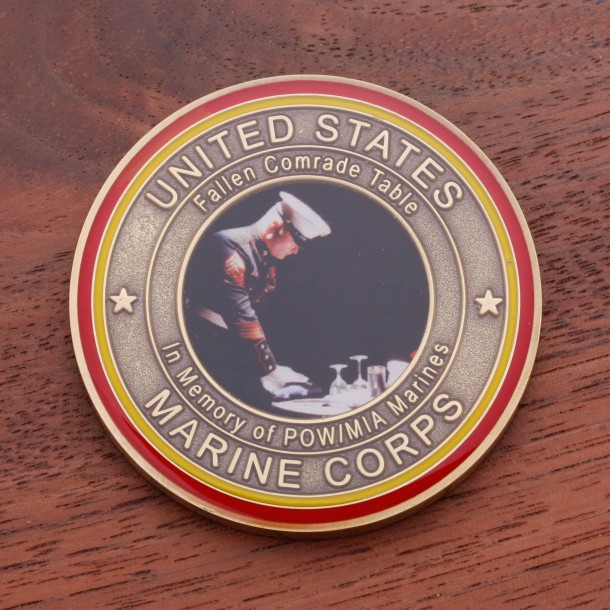 UNITED STATES
Fallen Comrade Table
In Memory of POW/MIA Marines
MARINE CORPS